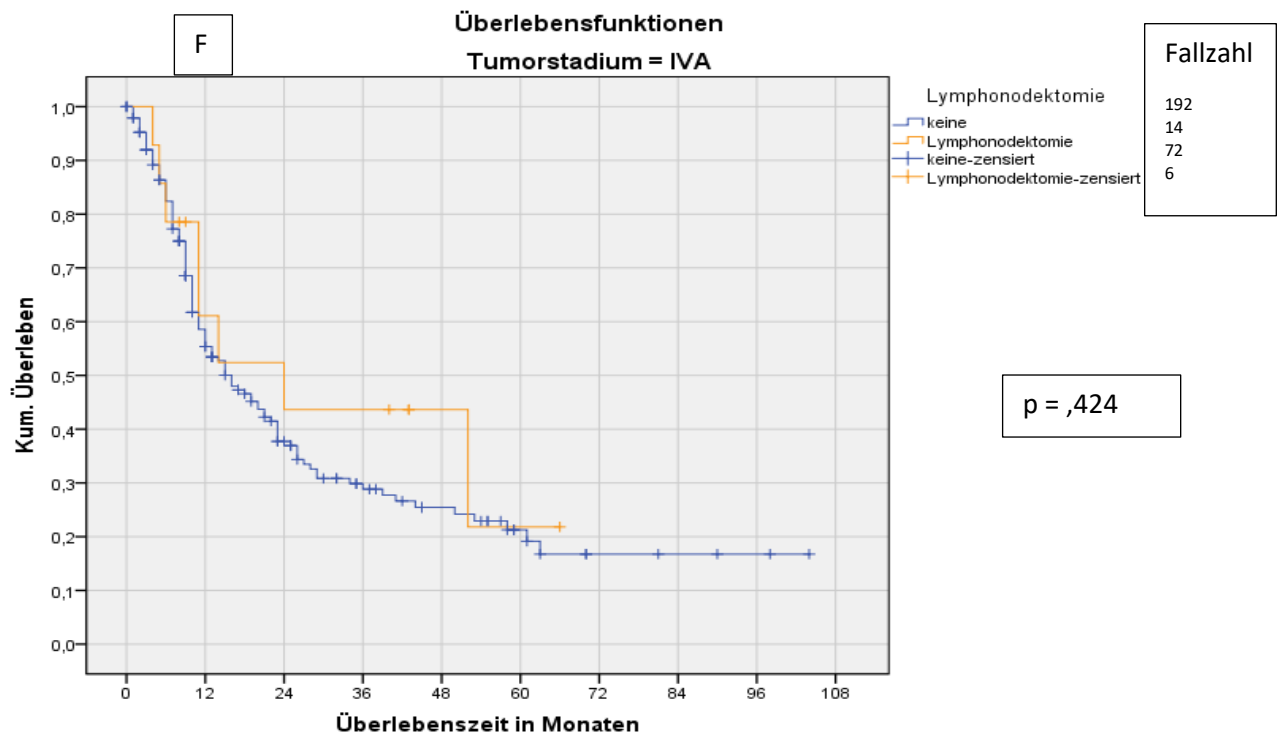 F
Überlebensfunktionen
Tumorstadium = IVA
Fallzahl
192
14
72
6
Lymphonodektomie
keine
Lymphonodektomie
keine-zensiert
Lymphonodektomie-zensiert
p = ,424
Kum. Überleben
1,0
0,9
0,8
0,7
0,6
0,5
0,4
0,3
0,2
0,1
0,0
0 12 24 36 48 60 72 84 96 108
Überlebenszeit in Monaten